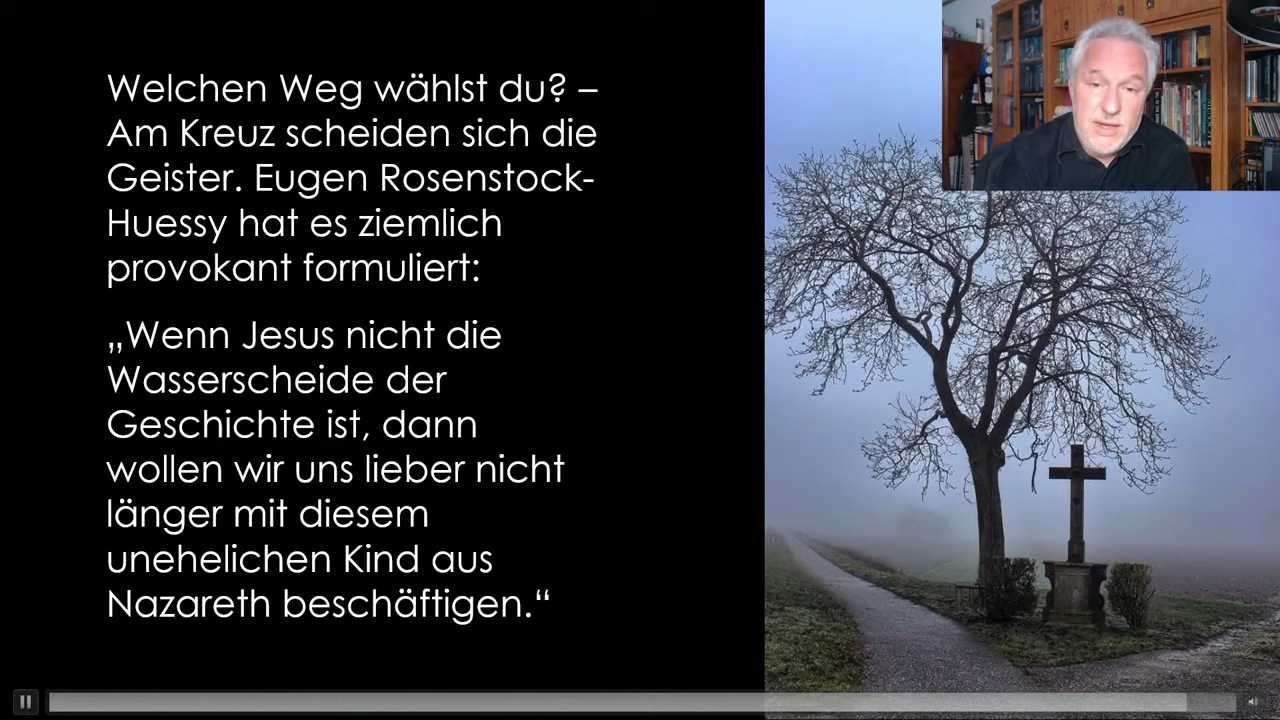 Welchen Weg wählst du? –
Am Kreuz scheiden sich die
Geister. Eugen Rosenstock-
Huessy hat es ziemlich
provokant formuliert:
„Wenn Jesus nicht die
Wasserscheide der
Geschichte ist, dann
wollen wir uns lieber nicht
länger mit diesem
unehelichen Kind aus
Nazareth beschäftigen.“